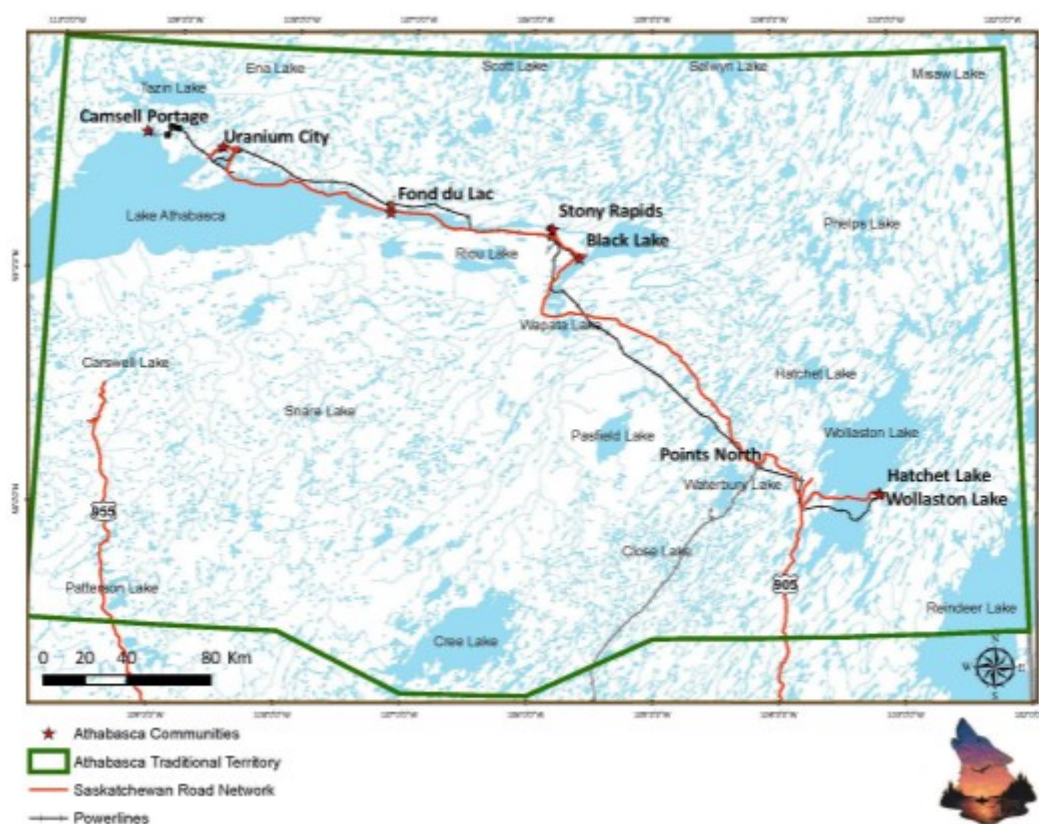 Ena Lake
Scott Lake
Selwyn Lake
Misaw Lake
Tazin Lake
Camsell Portage
Uranium City
Fond du Lac
Lake Athabasca
Stony Rapids
Phelps Lake
Black Lake
Riou Lake
Wapata Lake
Carswell Lake
Hatchet Lake
Snare Lake
Pasfield Lake
Wollaston Lake
Points North
Waterbury Lake
Hatchet Lake
Wollaston Lake
955
Close Lake
905
Patterson Lake
Reindeer Lake
Cree Lake
0 20 40 80 Km
N
W E
S
Athabasca Communities
Athabasca Traditional Territory
Saskatchewan Road Network
Powerlines